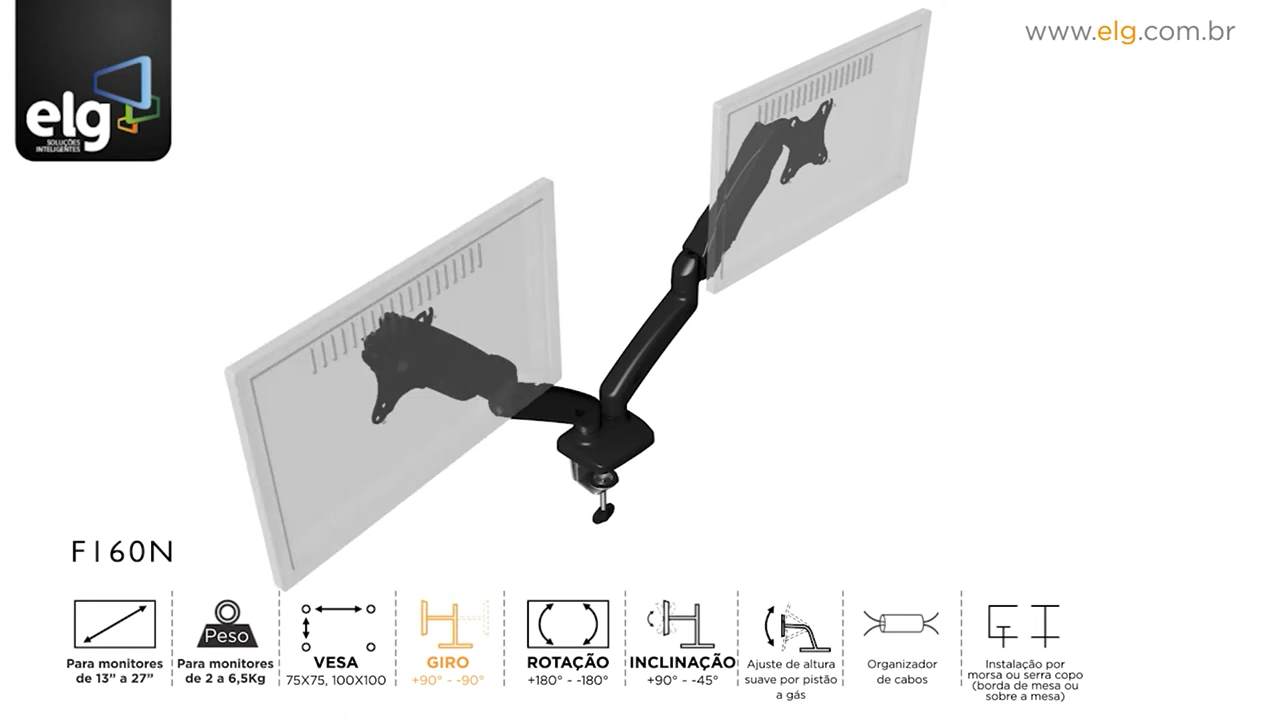 www.elg.com.br
elg
SOLUÇÕES
INTELIGENTES
F160N
Para monitores
de 13” a 27”
Peso
Para monitores
de 2 a 6,5Kg
VESA
75X75, 100X100
GIRO
+90° - -90°
ROTAÇÃO
+180° - -180°
INCLINAÇÃO
+90° - -45°
Ajuste de altura
suave por pistão
a gás
Organizador
de cabos
Instalação por
morsa ou serra copo
(borda de mesa ou
sobre a mesa)